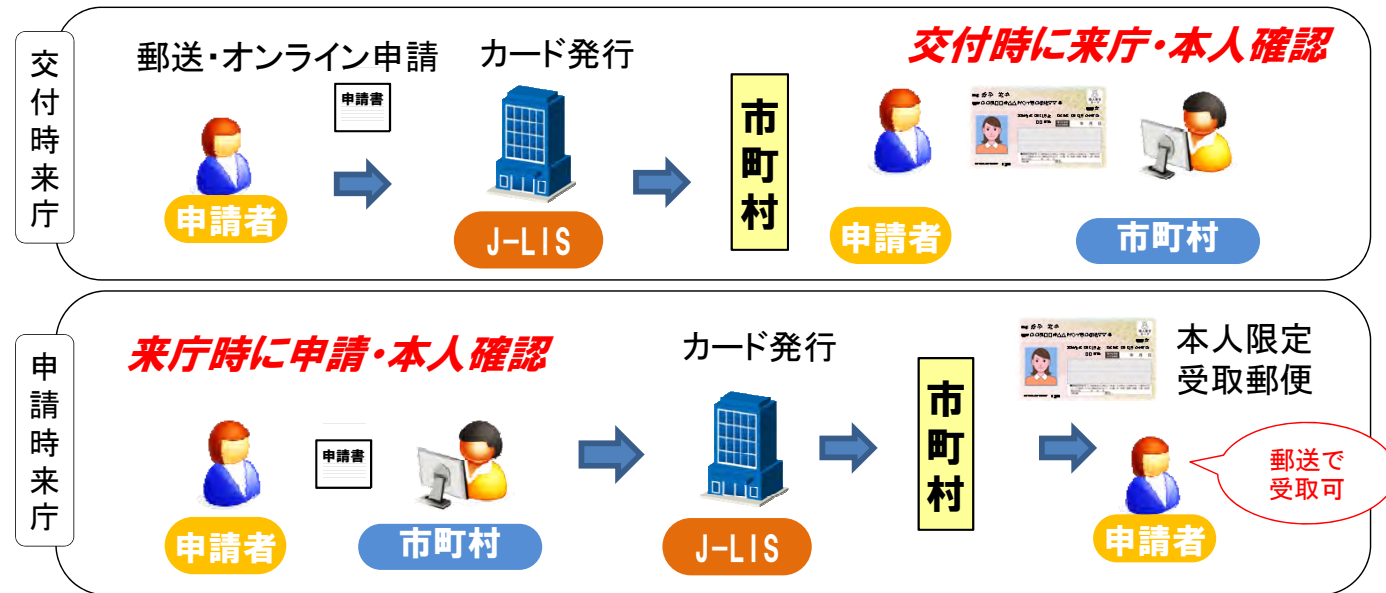 交付時来庁
郵送・オンライン申請
カード発行
交付時に来庁・本人確認
申請書
市町村
申請者
J-LIS
申請者
市町村
申請時来庁
来庁時に申請・本人確認
カード発行
本人限定
受取郵便
申請書
市町村
郵送で
受取可
申請者
市町村
J-LIS
申請者